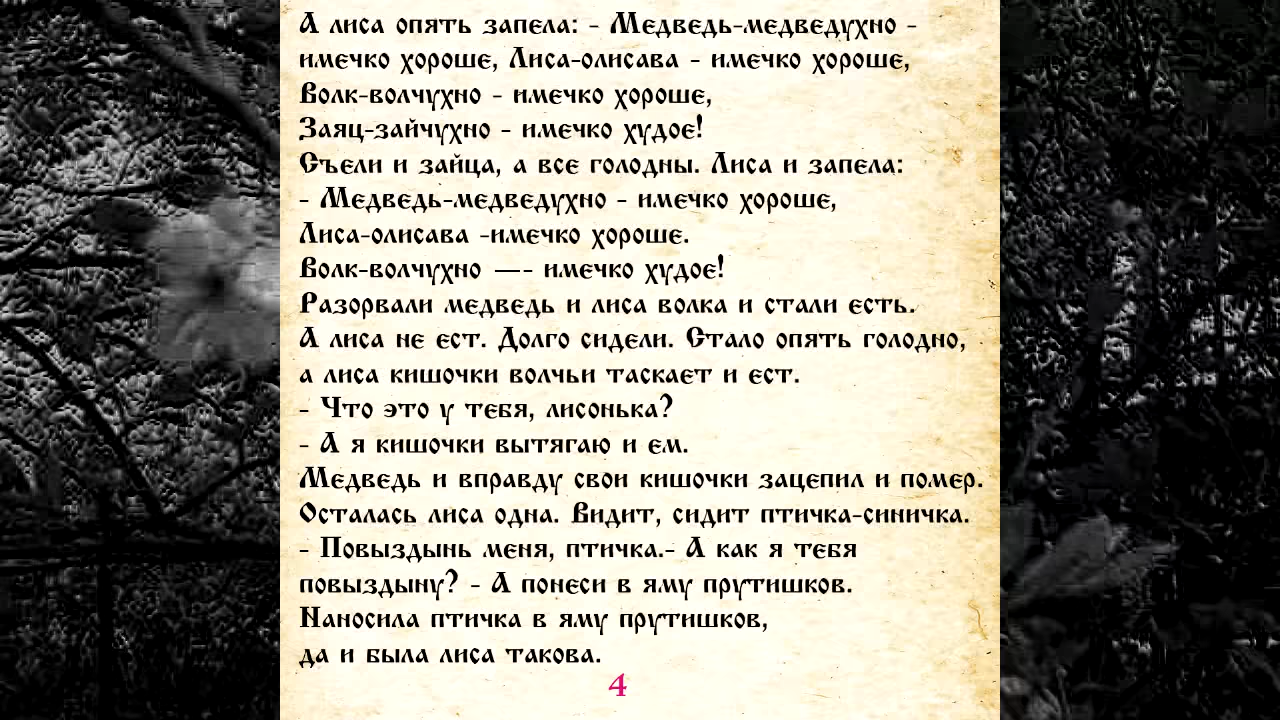 А лиса опять запела: - Медведь-медведухно -
имечко хороше, Лиса-олисава - имечко хороше,
Волк-волчухно - имечко хороше,
Заяц-зайчухно - имечко худое!
Съели и зайца, а все голодны. Лиса и запела:
- Медведь-медведухно - имечко хороше,
Лиса-олисава -имечко хороше.
Волк-волчухно —- имечко худое!
Разорвали медведь и лиса волка и стали есть.
А лиса не ест. Долго сидели. Стало опять голодно,
а лиса кишочки волчьи таскает и ест.
- Что это у тебя, лисонька?
- А я кишочки вытягаю и ем.
Медведь и вправду свои кишочки зацепил и помер.
Осталась лиса одна. Видит, сидит птичка-синичка.
- Повыздынь меня, птичка.- А как я тебя
повыздыну? - А понеси в яму прутишков.
Наносила птичка в яму прутишков,
да и была лиса такова.
4